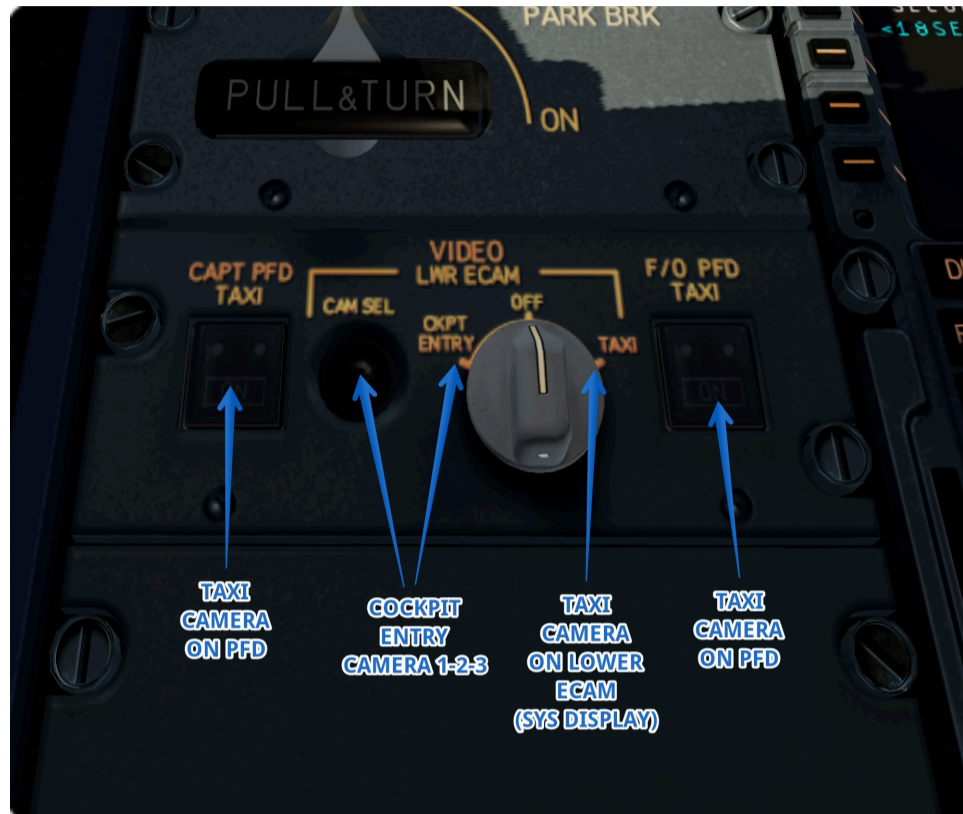 SECU
<18SE
PARK BRK
PULL&TURN
ON
VIDEO
CAPT PFD
TAXI
LWR ECAM
F/O PFD
TAXI
CAM SEL
OFF
CKPT
ENTRY
TAXI
ON
ON
D
F
TAXI
CAMERA
ON PFD
COCKPIT
ENTRY
CAMERA 1-2-3
TAXI
CAMERA
ON LOWER
ECAM
(SYS DISPLAY)
TAXI
CAMERA
ON PFD